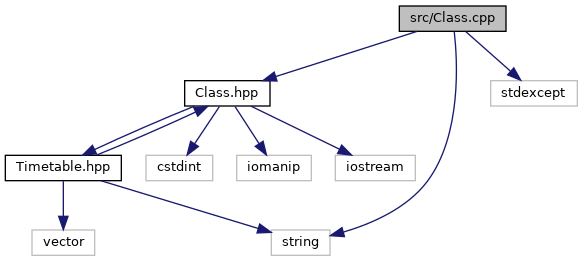 src/Class.cpp
Class.hpp
stdexcept
Timetable.hpp
cstdint
iomanip
iostream
vector
string